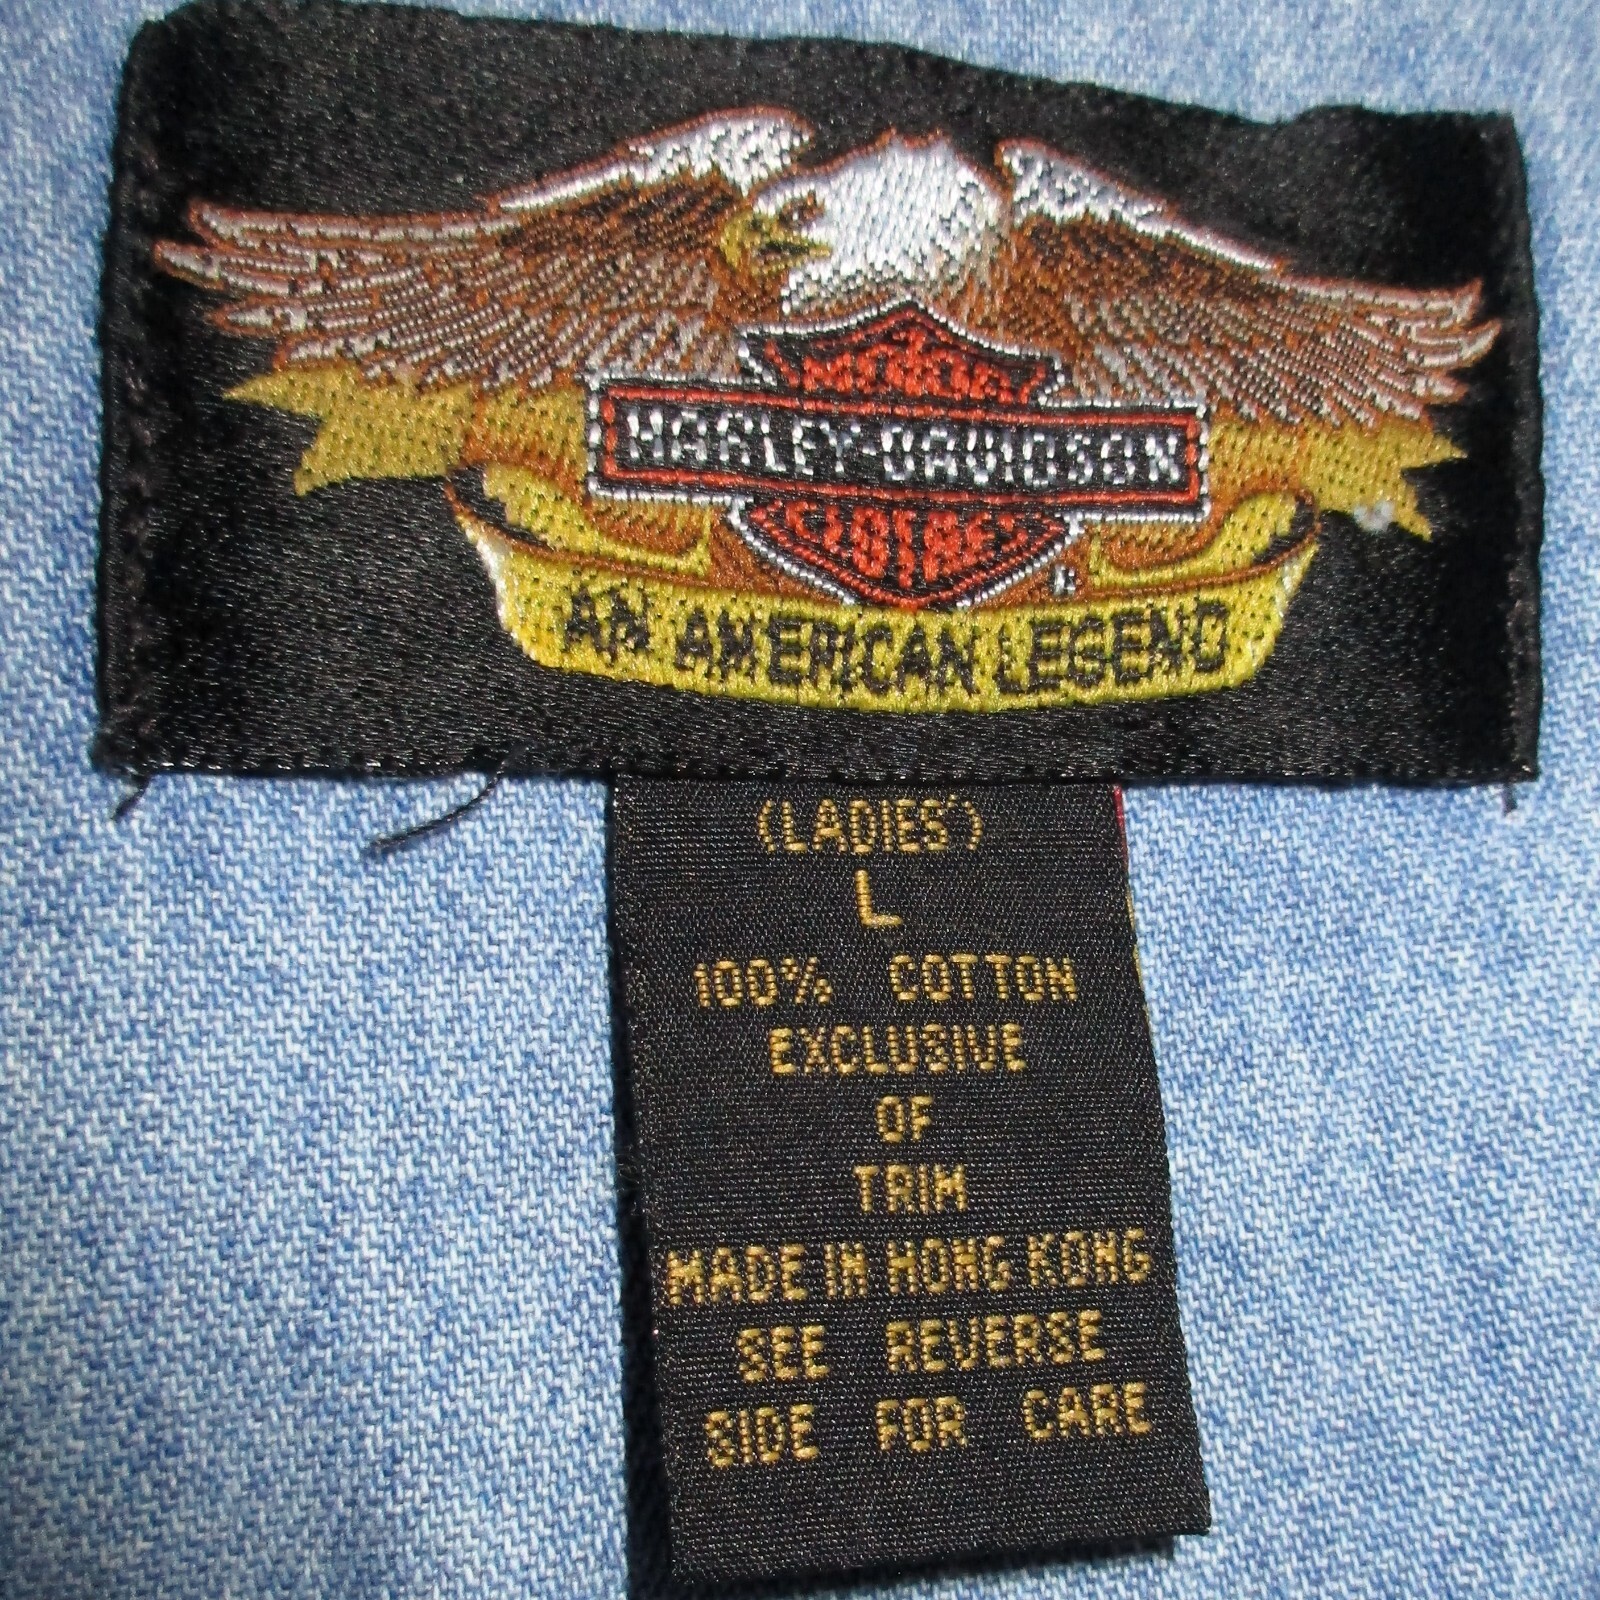 MOTOR
HARLEY-DAVIDSON
CLOTHES
®
AN AMERICAN LEGEND
(LADIES')
L
100% COTTON
EXCLUSIVE
OF
TRIM
MADE IN HONG KONG
SEE REVERSE
SIDE FOR CARE